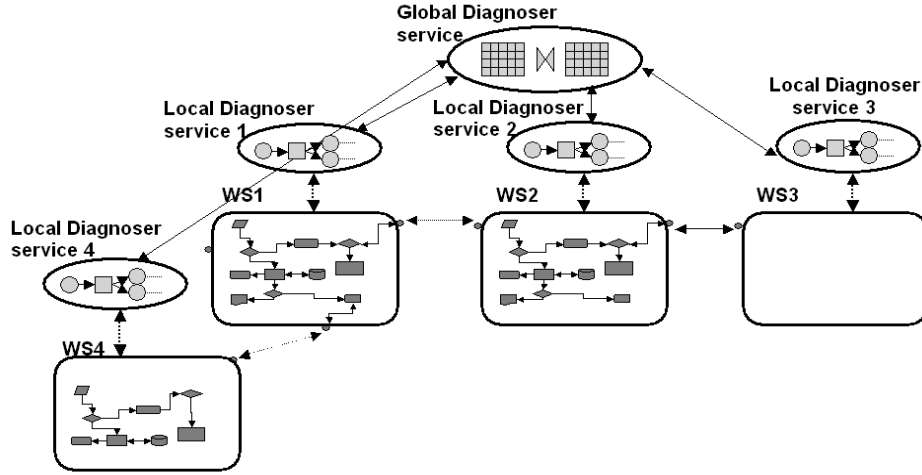 Global Diagnoser
service
Local Diagnoser
service 1
Local Diagnoser
service 2
Local Diagnoser
service 3
WS1
WS2
WS3
Local Diagnoser
service 4
WS4